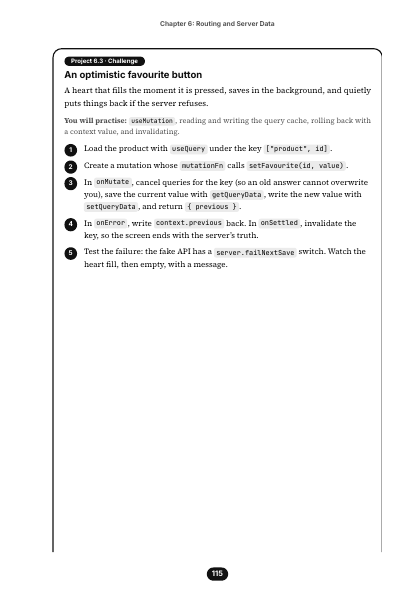 Chapter 6: Routing and Server Data
Project 6.3 · Challenge
An optimistic favourite button
A heart that fills the moment it is pressed, saves in the background, and quietly
puts things back if the server refuses.
You will practise: useMutation, reading and writing the query cache, rolling back with
a context value, and invalidating.
1 Load the product with useQuery under the key ["product", id].
2 Create a mutation whose mutationFn calls setFavourite(id, value).
3 In onMutate, cancel queries for the key (so an old answer cannot overwrite
you), save the current value with getQueryData, write the new value with
setQueryData, and return { previous }.
4 In onError, write context.previous back. In onSettled, invalidate the
key, so the screen ends with the server's truth.
5 Test the failure: the fake API has a server.failNextSave switch. Watch the
heart fill, then empty, with a message.
115